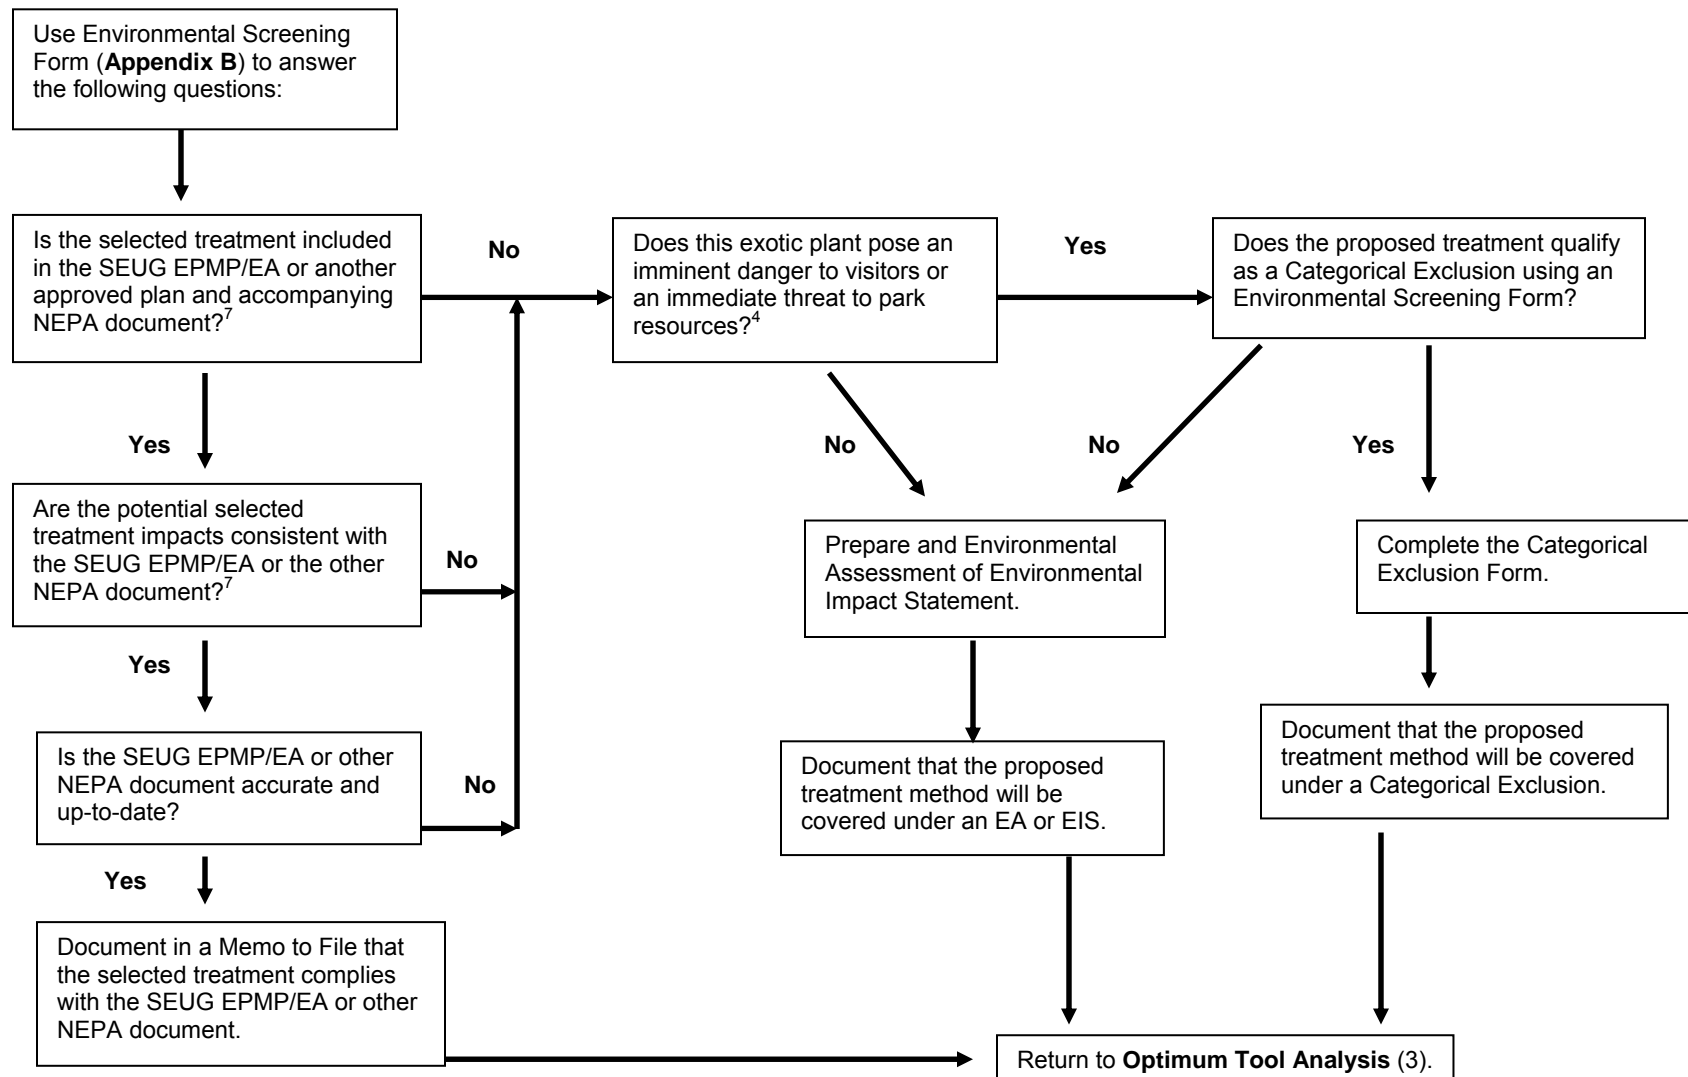 Use Environmental Screening
Form (Appendix B) to answer
the following questions:
Is the selected treatment included
in the SEUG EPMP/EA or another
approved plan and accompanying
NEPA document?7
No
Does this exotic plant pose an
imminent danger to visitors or
an immediate threat to park
resources?4
Yes
Does the proposed treatment qualify
as a Categorical Exclusion using an
Environmental Screening Form?
Yes
No
No
Yes
Are the potential selected
treatment impacts consistent with
the SEUG EPMP/EA or the other
NEPA document?7
No
Prepare and Environmental
Assessment of Environmental
Impact Statement.
Complete the Categorical
Exclusion Form.
Yes
Is the SEUG EPMP/EA or other
NEPA document accurate and
up-to-date?
No
Document that the proposed
treatment method will be
covered under an EA or EIS.
Document that the proposed
treatment method will be covered
under a Categorical Exclusion.
Yes
Document in a Memo to File that
the selected treatment complies
with the SEUG EPMP/EA or other
NEPA document.
Return to Optimum Tool Analysis (3).